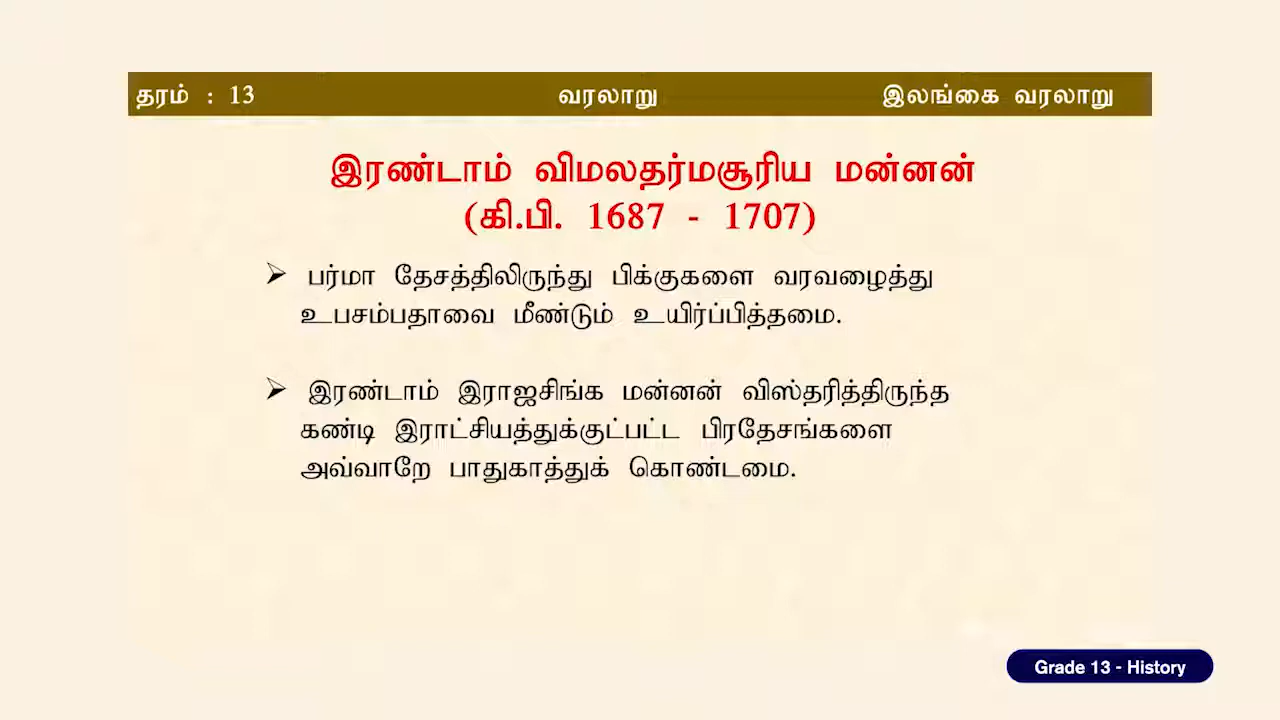 தரம் : 13 வரலாறு இலங்கை வரலாறு
இரண்டாம் விமலதர்மசூரிய மன்னன்
(கி.பி. 1687 - 1707)
➢ பர்மா தேசத்திலிருந்து பிக்குகளை வரவழைத்து
உபசம்பதாவை மீண்டும் உயிர்ப்பித்தமை.
➢ இரண்டாம் இராஜசிங்க மன்னன் விஸ்தரித்திருந்த
கண்டி இராட்சியத்துக்குட்பட்ட பிரதேசங்களை
அவ்வாறே பாதுகாத்துக் கொண்டமை.
Grade 13 - History